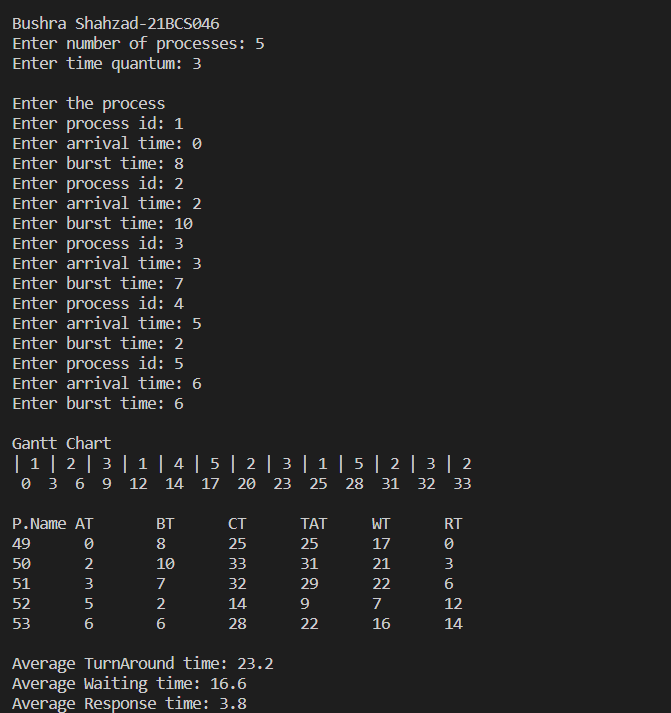 Bushra Shahzad-21BCS046
Enter number of processes: 5
Enter time quantum: 3
Enter the process
Enter process id: 1
Enter arrival time: 0
Enter burst time: 8
Enter process id: 2
Enter arrival time: 2
Enter burst time: 10
Enter process id: 3
Enter arrival time: 3
Enter burst time: 7
Enter process id: 4
Enter arrival time: 5
Enter burst time: 2
Enter process id: 5
Enter arrival time: 6
Enter burst time: 6
Gantt Chart
| 1 | 2 | 3 | 1 | 4 | 5 | 2 | 3 | 1 | 5 | 2 | 3 | 2
0 3 6 9 12 14 17 20 23 25 28 31 32 33
P.Name AT BT CT TAT WT RT
49 0 8 25 25 17 0
50 2 10 33 31 21 3
51 3 7 32 29 22 6
52 5 2 14 9 7 12
53 6 6 28 22 16 14
Average TurnAround time: 23.2
Average Waiting time: 16.6
Average Response time: 3.8